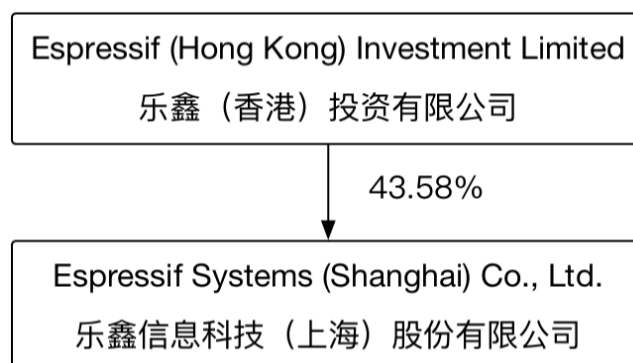 Espressif (Hong Kong) Investment Limited
乐鑫（香港）投资有限公司
43.58%
Espressif Systems (Shanghai) Co., Ltd.
乐鑫信息科技（上海）股份有限公司